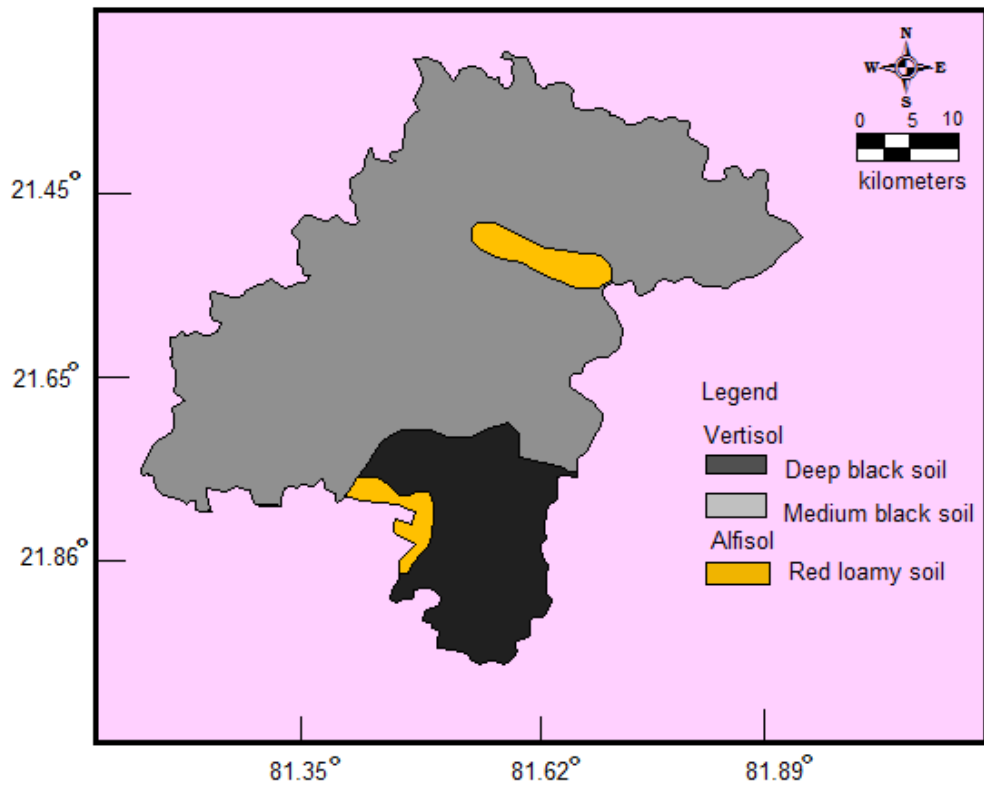 N
W E
S
0 5 10
kilometers
21.45°
21.65°
21.86°
Legend
Vertisol
Deep black soil
Medium black soil
Alfisol
Red loamy soil
81.35° 81.62° 81.89°